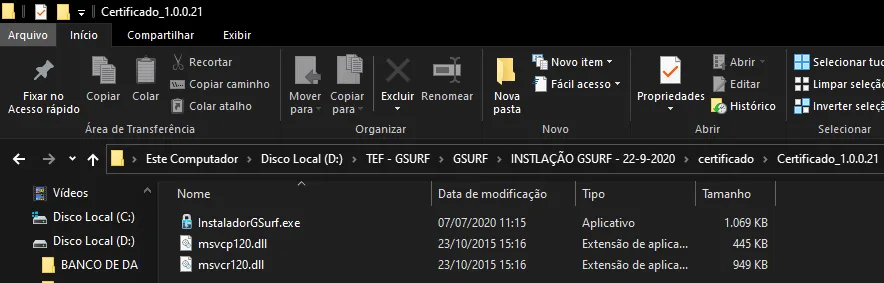 Certificado_1.0.0.21
Arquivo Início Compartilhar Exibir
Fixar no Acesso rápido
Copiar
Colar
Recortar
Copiar caminho
Colar atalho
Área de Transferência
Mover para
Copiar para
Excluir
Renomear
Organizar
Nova pasta
Novo item
Fácil acesso
Novo
Propriedades
Abrir
Editar
Histórico
Abrir
Selecionar tud
Limpar seleçã
Inverter seleçã
Selecionar
Este Computador > Disco Local (D:) > TEF - GSURF > GSURF > INSTLAÇÃO GSURF - 22-9-2020 > certificado > Certificado_1.0.0.21
Vídeos
Disco Local (C:)
Disco Local (D:)
BANCO DE DA
Nome Data de modificação Tipo Tamanho
InstaladorGSurf.exe 07/07/2020 11:15 Aplicativo 1.069 KB
msvcp120.dll 23/10/2015 15:16 Extensão de aplica... 445 KB
msvcr120.dll 23/10/2015 15:16 Extensão de aplica... 949 KB